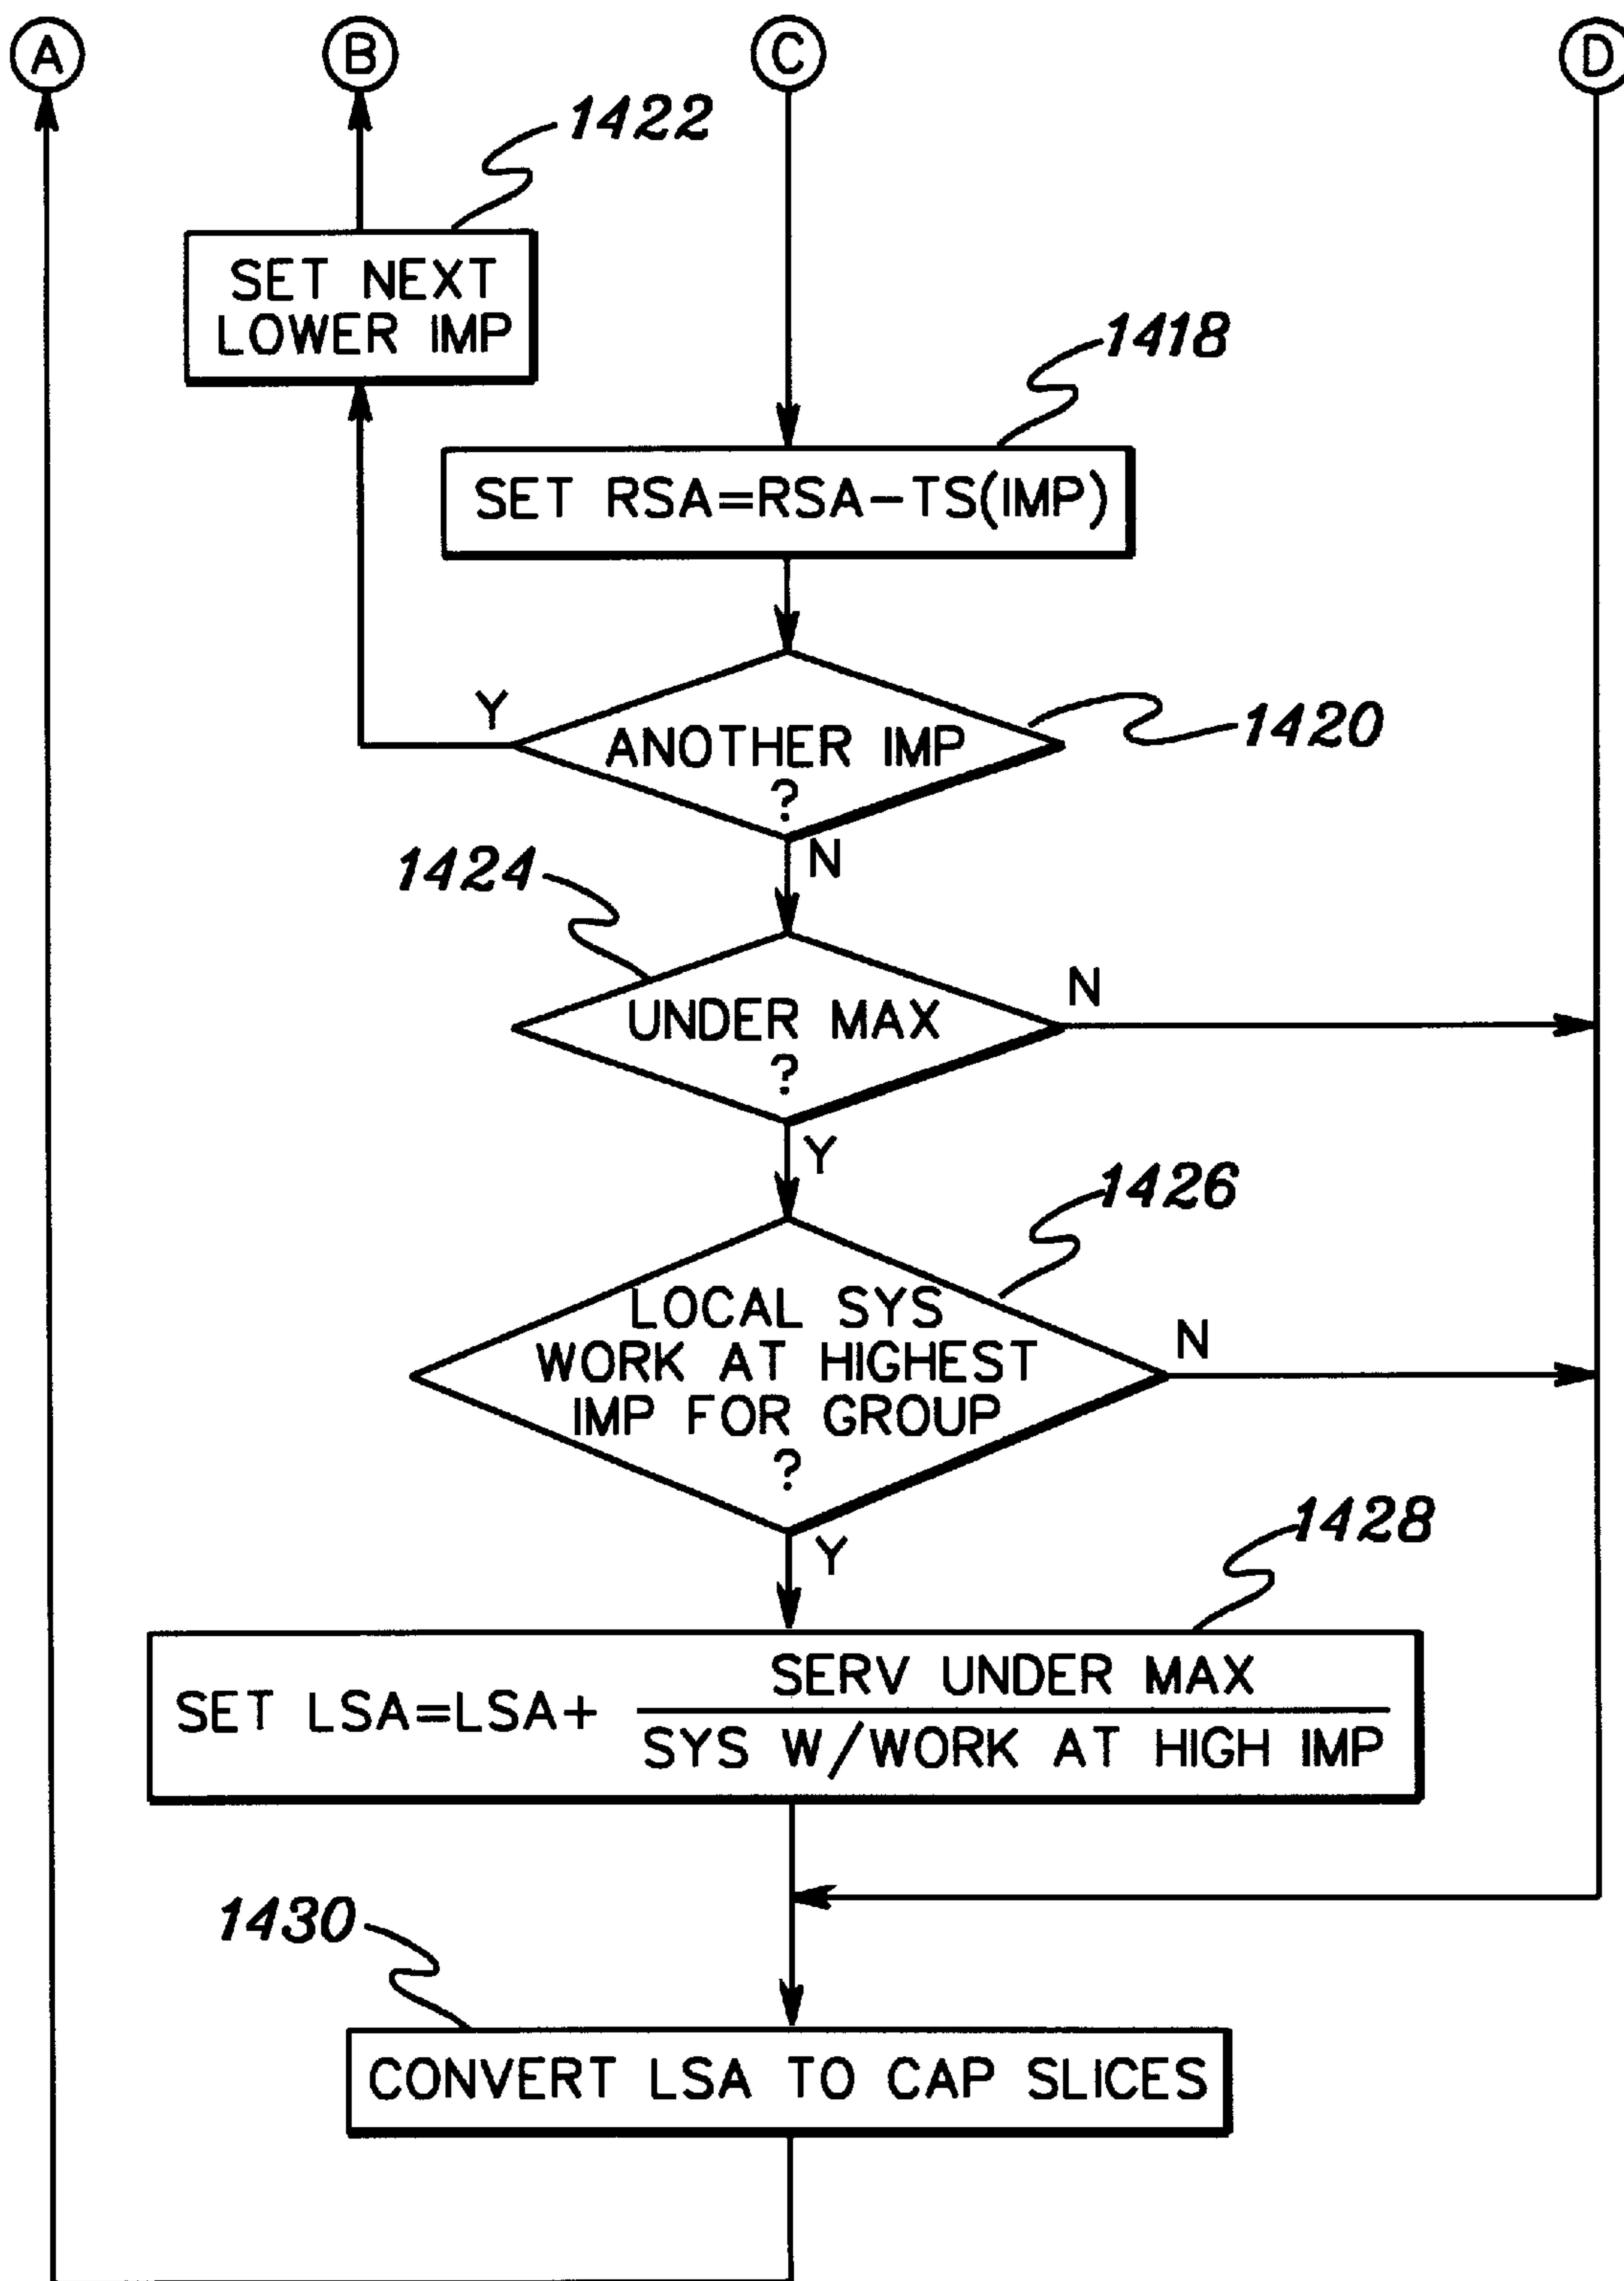 A
B
C
D
1422
SET NEXT
LOWER IMP
1418
SET RSA=RSA-TS(IMP)
Y
ANOTHER IMP
?
1420
N
1424
UNDER MAX
?
N
Y
1426
LOCAL SYS
WORK AT HIGHEST
IMP FOR GROUP
?
N
Y
1428
SERV UNDER MAX
SET LSA=LSA+
SYS W/WORK AT HIGH IMP
1430
CONVERT LSA TO CAP SLICES